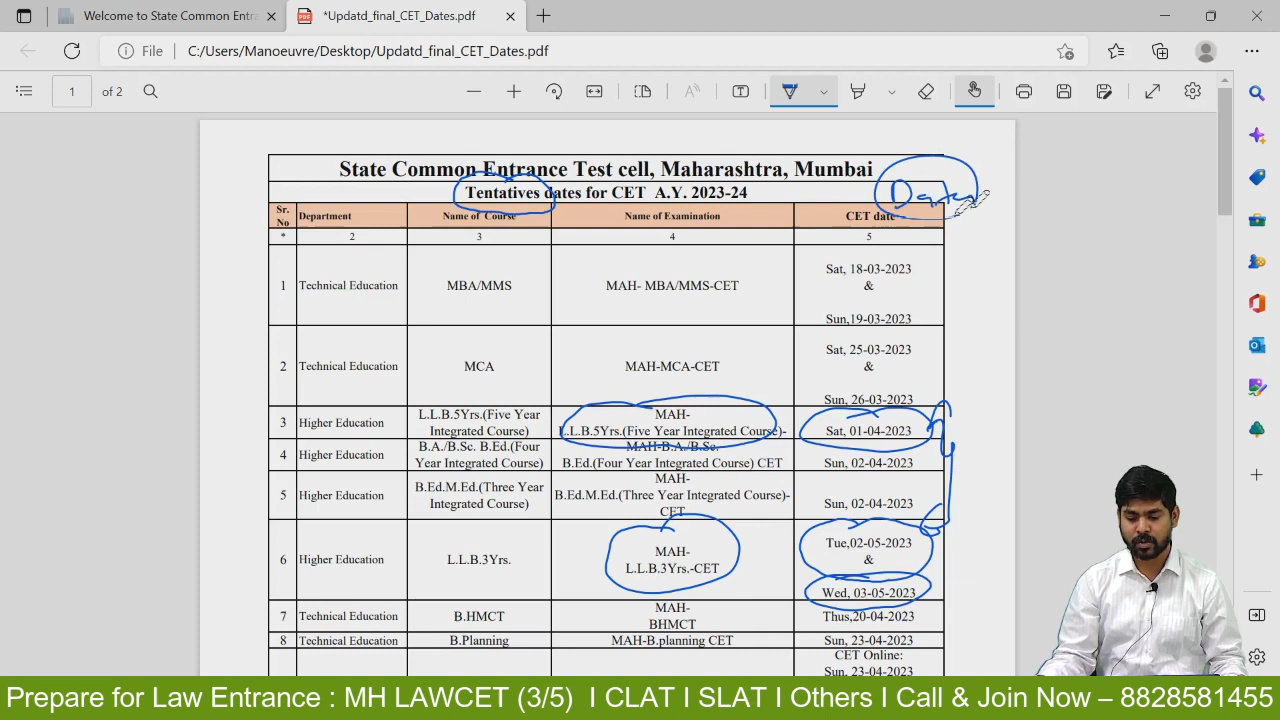 Welcome to State Common Entra
*Updatd_final_CET_Dates.pdf
File
C:/Users/Manoeuvre/Desktop/Updatd_final_CET_Dates.pdf
1 of 2
State Common Entrance Test cell, Maharashtra, Mumbai
Tentatives dates for CET A.Y. 2023-24
Dates
Sr. No Department Name of Course Name of Examination CET date
* 2 3 4 5
1 Technical Education MBA/MMS MAH- MBA/MMS-CET Sat, 18-03-2023
&
Sun,19-03-2023
2 Technical Education MCA MAH-MCA-CET Sat, 25-03-2023
&
Sun, 26-03-2023
3 Higher Education L.L.B.5Yrs.(Five Year
Integrated Course) MAH-
L.L.B.5Yrs.(Five Year Integrated Course)- Sat, 01-04-2023
4 Higher Education B.A./B.Sc. B.Ed.(Four
Year Integrated Course) MAH-B.A./B.Sc.
B.Ed.(Four Year Integrated Course) CET Sun, 02-04-2023
5 Higher Education B.Ed.M.Ed.(Three Year
Integrated Course) MAH-
B.Ed.M.Ed.(Three Year Integrated Course)-
CET Sun, 02-04-2023
6 Higher Education L.L.B.3Yrs. MAH-
L.L.B.3Yrs.-CET Tue,02-05-2023
&
Wed, 03-05-2023
7 Technical Education B.HMCT MAH-
BHMCT Thus,20-04-2023
8 Technical Education B.Planning MAH-B.planning CET Sun, 23-04-2023
CET Online:
Sun, 23-04-2023
Prepare for Law Entrance : MH LAWCET (3/5) I CLAT I SLAT I Others I Call & Join Now – 8828581455